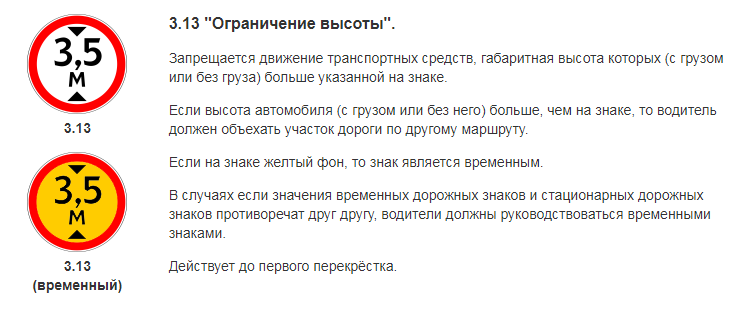 3,5
м
3.13
3,5
м
3.13
(временный)
3.13 "Ограничение высоты".
Запрещается движение транспортных средств, габаритная высота которых (с грузом
или без груза) больше указанной на знаке.
Если высота автомобиля (с грузом или без него) больше, чем на знаке, то водитель
должен объехать участок дороги по другому маршруту.
Если на знаке желтый фон, то знак является временным.
В случаях если значения временных дорожных знаков и стационарных дорожных
знаков противоречат друг другу, водители должны руководствоваться временными
знаками.
Действует до первого перекрёстка.